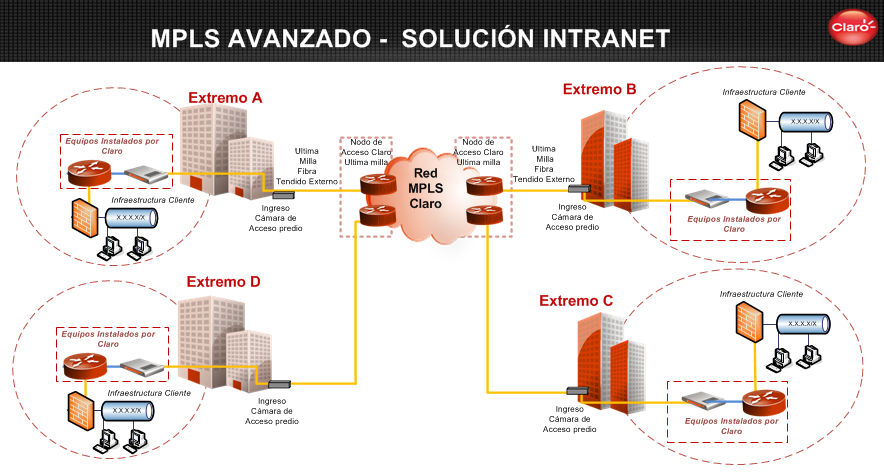 MPLS AVANZADO - SOLUCIÓN INTRANET
Claro
Extremo A
Equipos Instalados por
Claro
Infraestructura Cliente
X.X.X.X/X
Ultima
Milla
Fibra
Tendido Externo
Ingreso
Cámara de
Acceso predio
Nodo de
Acceso Claro
Ultima milla
Red
MPLS
Claro
Nodo de
Acceso Claro
Ultima milla
Extremo B
Ultima
Milla
Fibra
Tendido Externo
Ingreso
Cámara de
Acceso predio
Infraestructura Cliente
X.X.X.X/X
Equipos Instalados por
Claro
Extremo D
Equipos Instalados por
Claro
Infraestructura Cliente
X.X.X.X/X
Ingreso
Cámara de
Acceso predio
Extremo C
Ingreso
Cámara de
Acceso predio
Infraestructura Cliente
X.X.X.X/X
Equipos Instalados por
Claro